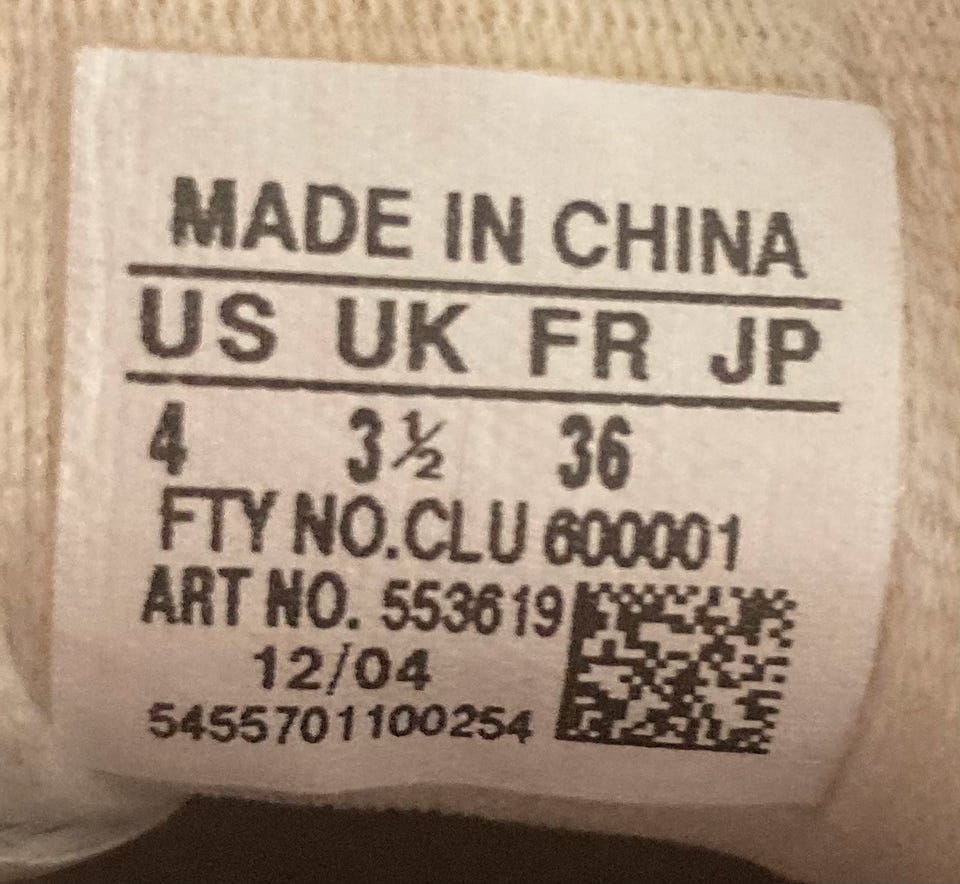 MADE IN CHINA
US UK FR JP
4 3½ 36
FTY NO.CLU 600001
ART NO. 553619
12/04
5455701100254